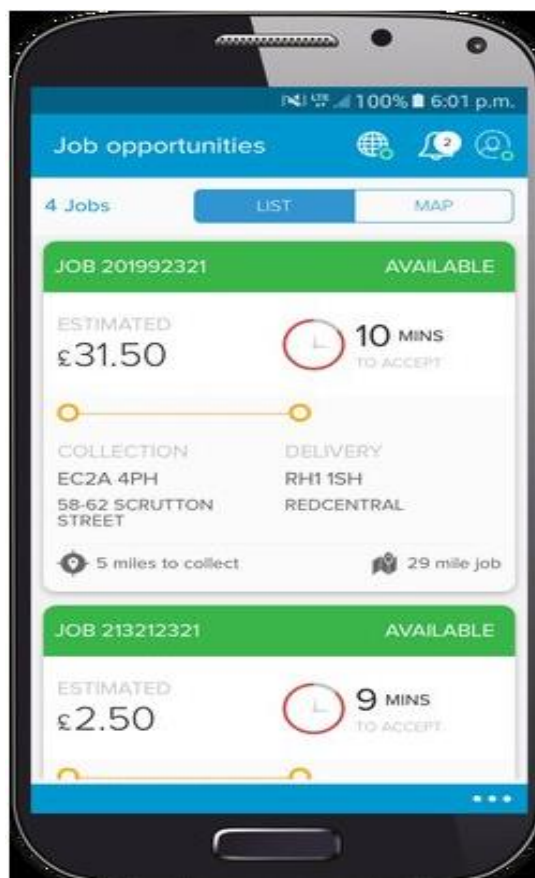 LTE 100% 6:01 p.m.
Job opportunities 2
4 Jobs LIST MAP
JOB 201992321 AVAILABLE
ESTIMATED
£31.50 10 MINS
TO ACCEPT
COLLECTION DELIVERY
EC2A 4PH RH1 1SH
58-62 SCRUTTON REDCENTRAL
STREET
5 miles to collect 29 mile job
JOB 213212321 AVAILABLE
ESTIMATED
£2.50 9 MINS
TO ACCEPT